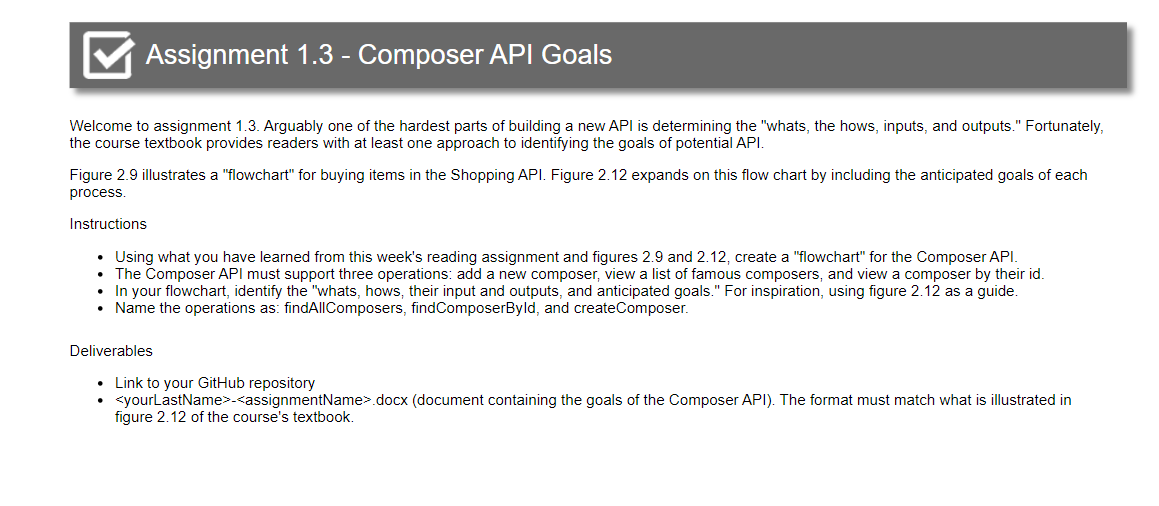 Assignment 1.3 - Composer API Goals
Welcome to assignment 1.3. Arguably one of the hardest parts of building a new API is determining the "whats, the hows, inputs, and outputs." Fortunately,
the course textbook provides readers with at least one approach to identifying the goals of potential API.
Figure 2.9 illustrates a "flowchart" for buying items in the Shopping API. Figure 2.12 expands on this flow chart by including the anticipated goals of each
process.
Instructions
• Using what you have learned from this week's reading assignment and figures 2.9 and 2.12, create a "flowchart" for the Composer API.
• The Composer API must support three operations: add a new composer, view a list of famous composers, and view a composer by their id.
• In your flowchart, identify the "whats, hows, their input and outputs, and anticipated goals." For inspiration, using figure 2.12 as a guide.
• Name the operations as: findAllComposers, findComposerById, and createComposer.
Deliverables
• Link to your GitHub repository
• <yourLastName>-<assignmentName>.docx (document containing the goals of the Composer API). The format must match what is illustrated in
figure 2.12 of the course's textbook.